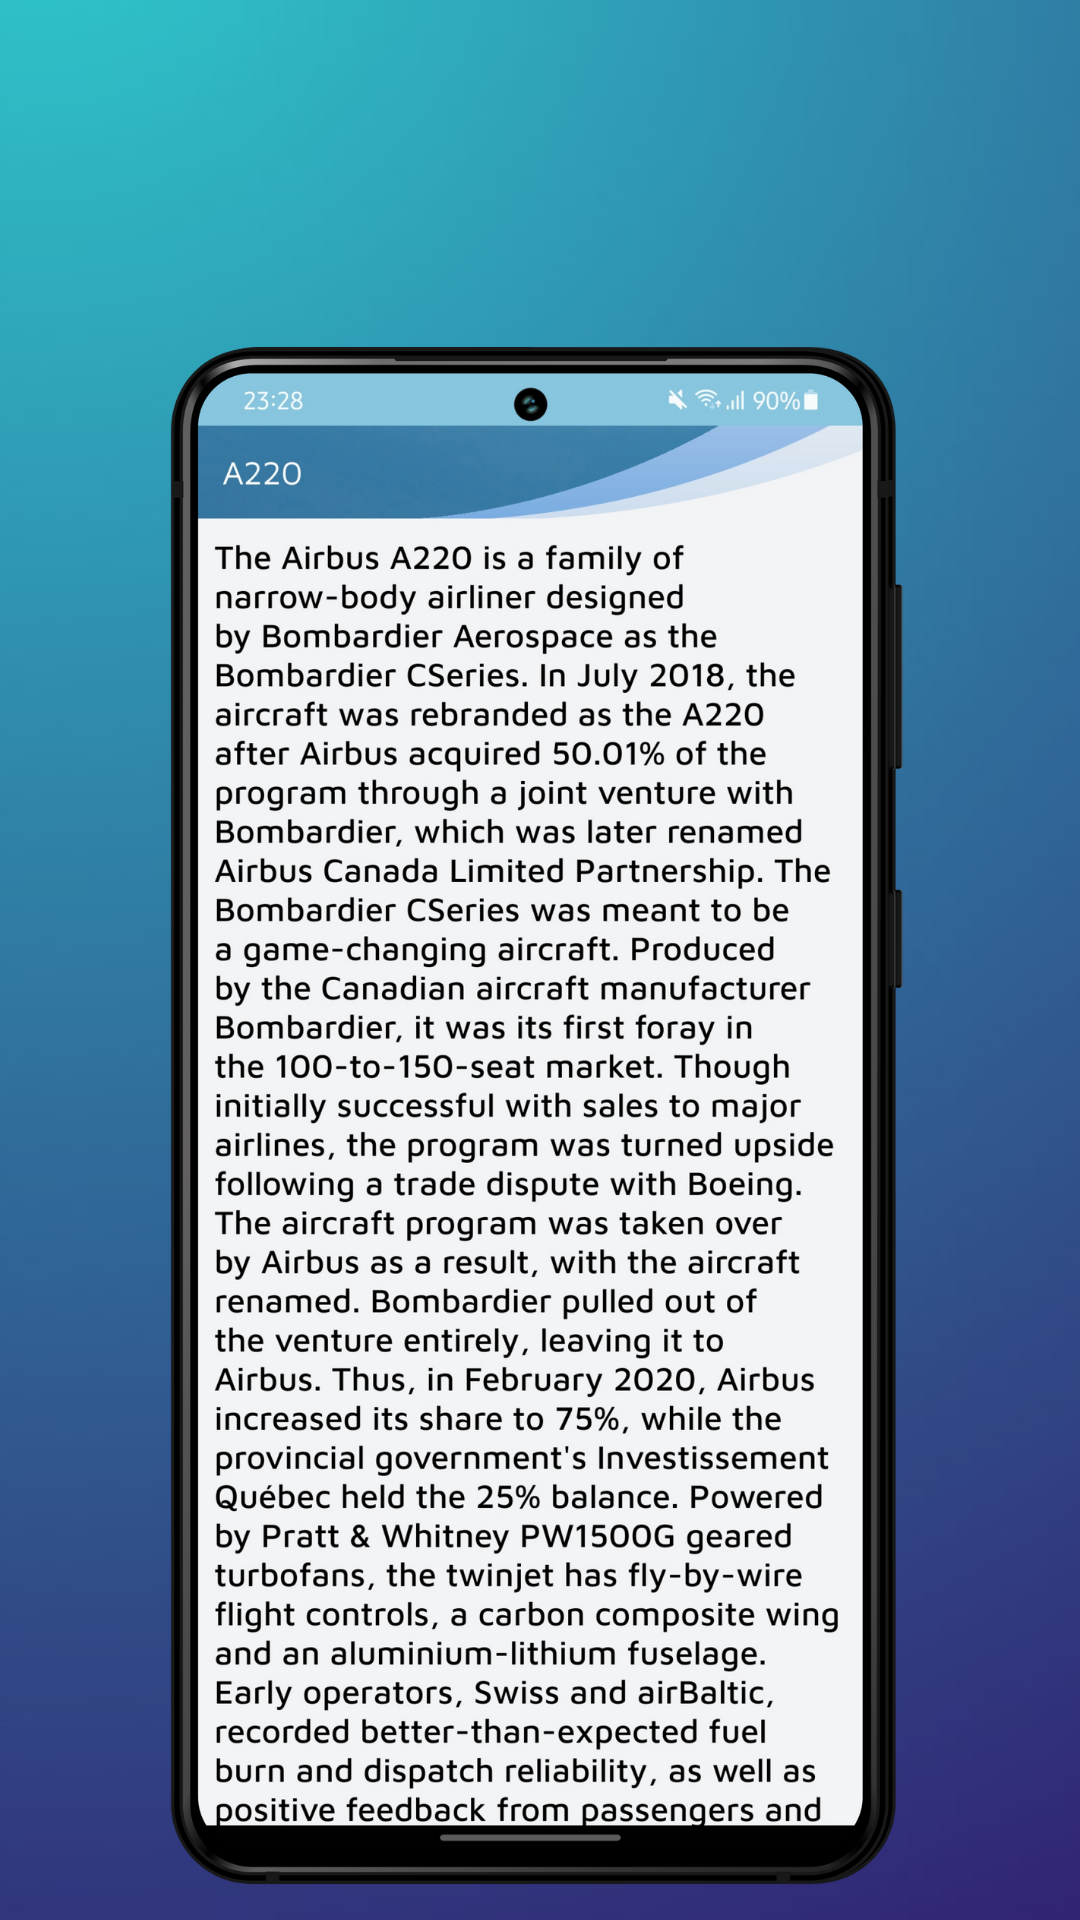 23:28
90%
A220
The Airbus A220 is a family of
narrow-body airliner designed
by Bombardier Aerospace as the
Bombardier CSeries. In July 2018, the
aircraft was rebranded as the A220
after Airbus acquired 50.01% of the
program through a joint venture with
Bombardier, which was later renamed
Airbus Canada Limited Partnership. The
Bombardier CSeries was meant to be
a game-changing aircraft. Produced
by the Canadian aircraft manufacturer
Bombardier, it was its first foray in
the 100-to-150-seat market. Though
initially successful with sales to major
airlines, the program was turned upside
following a trade dispute with Boeing.
The aircraft program was taken over
by Airbus as a result, with the aircraft
renamed. Bombardier pulled out of
the venture entirely, leaving it to
Airbus. Thus, in February 2020, Airbus
increased its share to 75%, while the
provincial government's Investissement
Québec held the 25% balance. Powered
by Pratt & Whitney PW1500G geared
turbofans, the twinjet has fly-by-wire
flight controls, a carbon composite wing
and an aluminium-lithium fuselage.
Early operators, Swiss and airBaltic,
recorded better-than-expected fuel
burn and dispatch reliability, as well as
positive feedback from passengers and